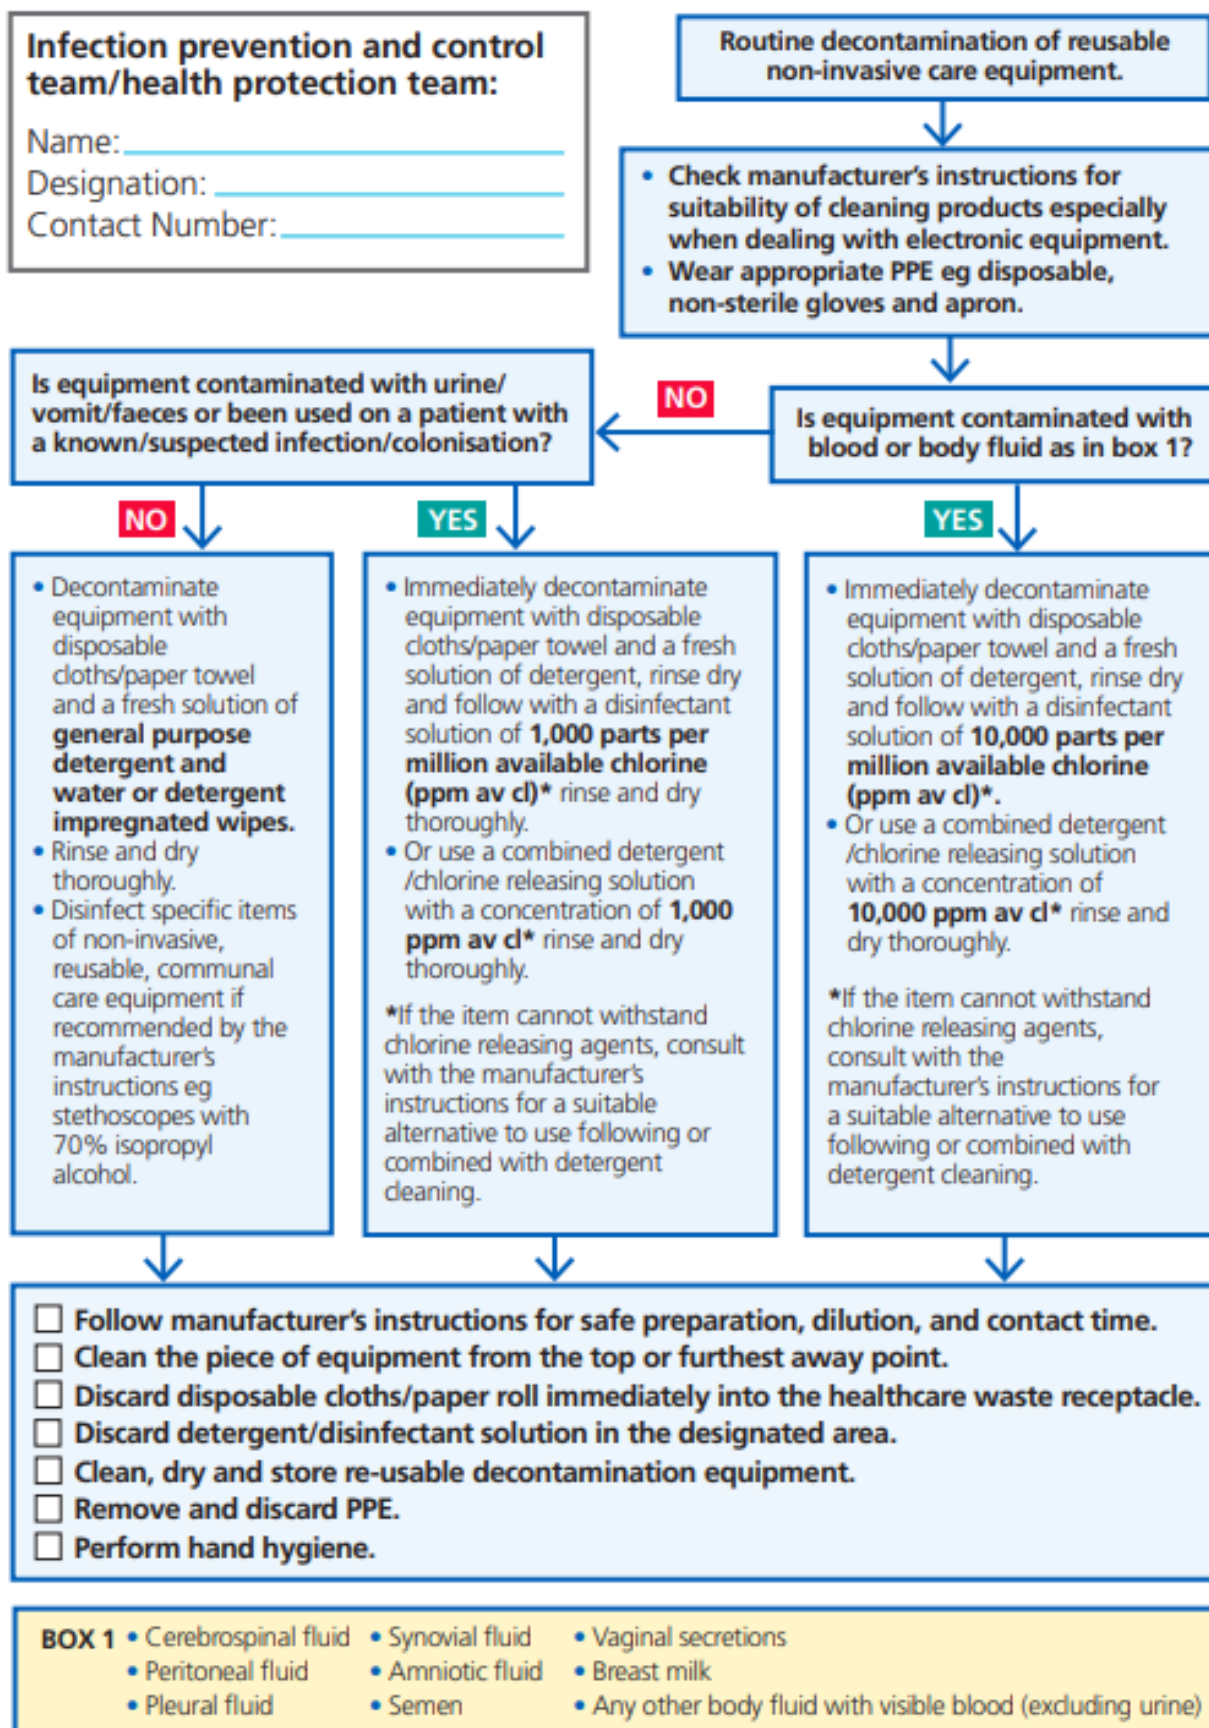 Infection prevention and control
team/health protection team:
Name:
Designation:
Contact Number:
Routine decontamination of reusable
non-invasive care equipment.
• Check manufacturer's instructions for
suitability of cleaning products especially
when dealing with electronic equipment.
• Wear appropriate PPE eg disposable,
non-sterile gloves and apron.
Is equipment contaminated with blood or body fluid as in box 1?
NO
Is equipment contaminated with urine/
vomit/faeces or been used on a patient with
a known/suspected infection/colonisation?
NO
YES
YES
• Decontaminate
equipment with
disposable
cloths/paper towel
and a fresh solution of
general purpose
detergent and
water or detergent
impregnated wipes.
• Rinse and dry
thoroughly.
• Disinfect specific items
of non-invasive,
reusable, communal
care equipment if
recommended by the
manufacturer's
instructions eg
stethoscopes with
70% isopropyl
alcohol.
• Immediately decontaminate
equipment with disposable
cloths/paper towel and a fresh
solution of detergent, rinse dry
and follow with a disinfectant
solution of 1,000 parts per
million available chlorine
(ppm av cl)* rinse and dry
thoroughly.
• Or use a combined detergent
/chlorine releasing solution
with a concentration of 1,000
ppm av cl* rinse and dry
thoroughly.
*If the item cannot withstand
chlorine releasing agents, consult
with the manufacturer's
instructions for a suitable
alternative to use following or
combined with detergent
cleaning.
• Immediately decontaminate
equipment with disposable
cloths/paper towel and a fresh
solution of detergent, rinse dry
and follow with a disinfectant
solution of 10,000 parts per
million available chlorine
(ppm av cl)*.
• Or use a combined detergent
/chlorine releasing solution
with a concentration of
10,000 ppm av cl* rinse and
dry thoroughly.
*If the item cannot withstand
chlorine releasing agents,
consult with the
manufacturer's instructions for
a suitable alternative to use
following or combined with
detergent cleaning.
Follow manufacturer's instructions for safe preparation, dilution, and contact time.
Clean the piece of equipment from the top or furthest away point.
Discard disposable cloths/paper roll immediately into the healthcare waste receptacle.
Discard detergent/disinfectant solution in the designated area.
Clean, dry and store re-usable decontamination equipment.
Remove and discard PPE.
Perform hand hygiene.
BOX 1 • Cerebrospinal fluid • Synovial fluid • Vaginal secretions
• Peritoneal fluid • Amniotic fluid • Breast milk
• Pleural fluid • Semen • Any other body fluid with visible blood (excluding urine)